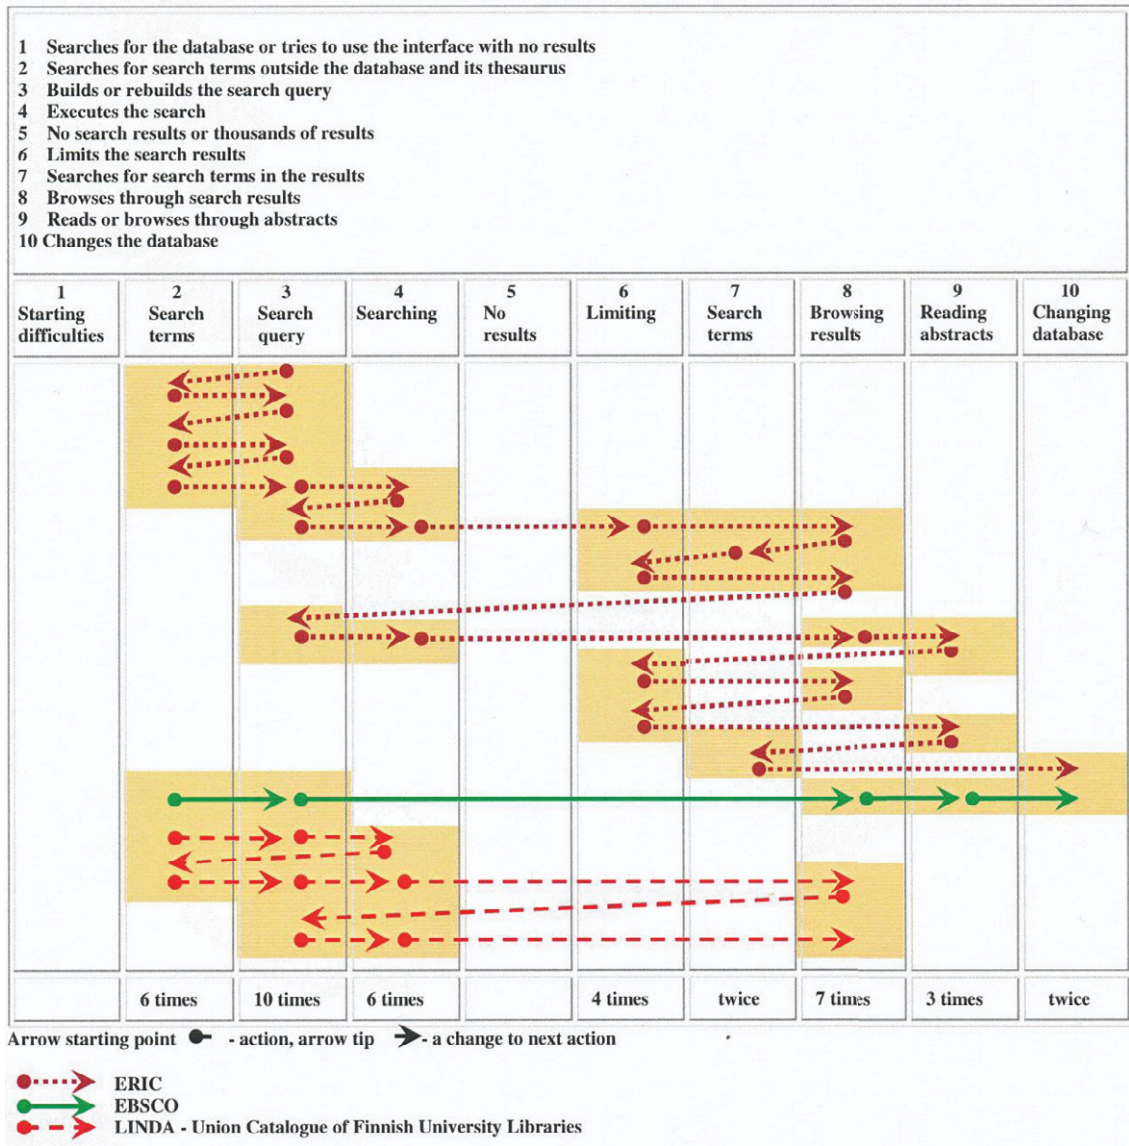 1 Searches for the database or tries to use the interface with no results
2 Searches for search terms outside the database and its thesaurus
3 Builds or rebuilds the search query
4 Executes the search
5 No search results or thousands of results
6 Limits the search results
7 Searches for search terms in the results
8 Browses through search results
9 Reads or browses through abstracts
10 Changes the database
1 2 3 4 5 6 7 8 9 10
Starting Search Search Searching No Limiting Search Browsing Reading Changing
difficulties terms query results terms results abstracts database
6 times 10 times 6 times 4 times twice 7 times 3 times twice
Arrow starting point - action, arrow tip - a change to next action
ERIC
EBSCO
LINDA - Union Catalogue of Finnish University Libraries